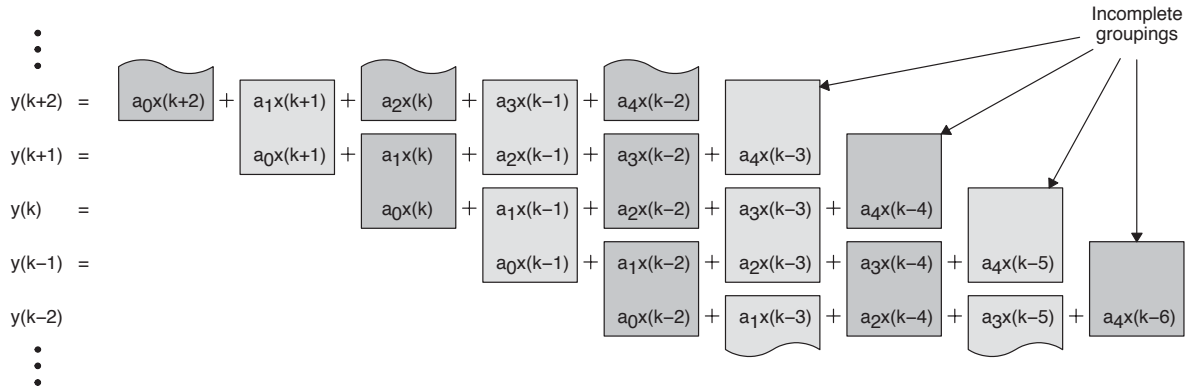 Incomplete
groupings
y(k+2) = a0x(k+2) + a1x(k+1) + a2x(k) + a3x(k−1) + a4x(k−2)
y(k+1) = a0x(k+1) + a1x(k) + a2x(k−1) + a3x(k−2) + a4x(k−3)
y(k) = a0x(k) + a1x(k−1) + a2x(k−2) + a3x(k−3) + a4x(k−4)
y(k−1) = a0x(k−1) + a1x(k−2) + a2x(k−3) + a3x(k−4) + a4x(k−5)
y(k−2) a0x(k−2) + a1x(k−3) + a2x(k−4) + a3x(k−5) + a4x(k−6)